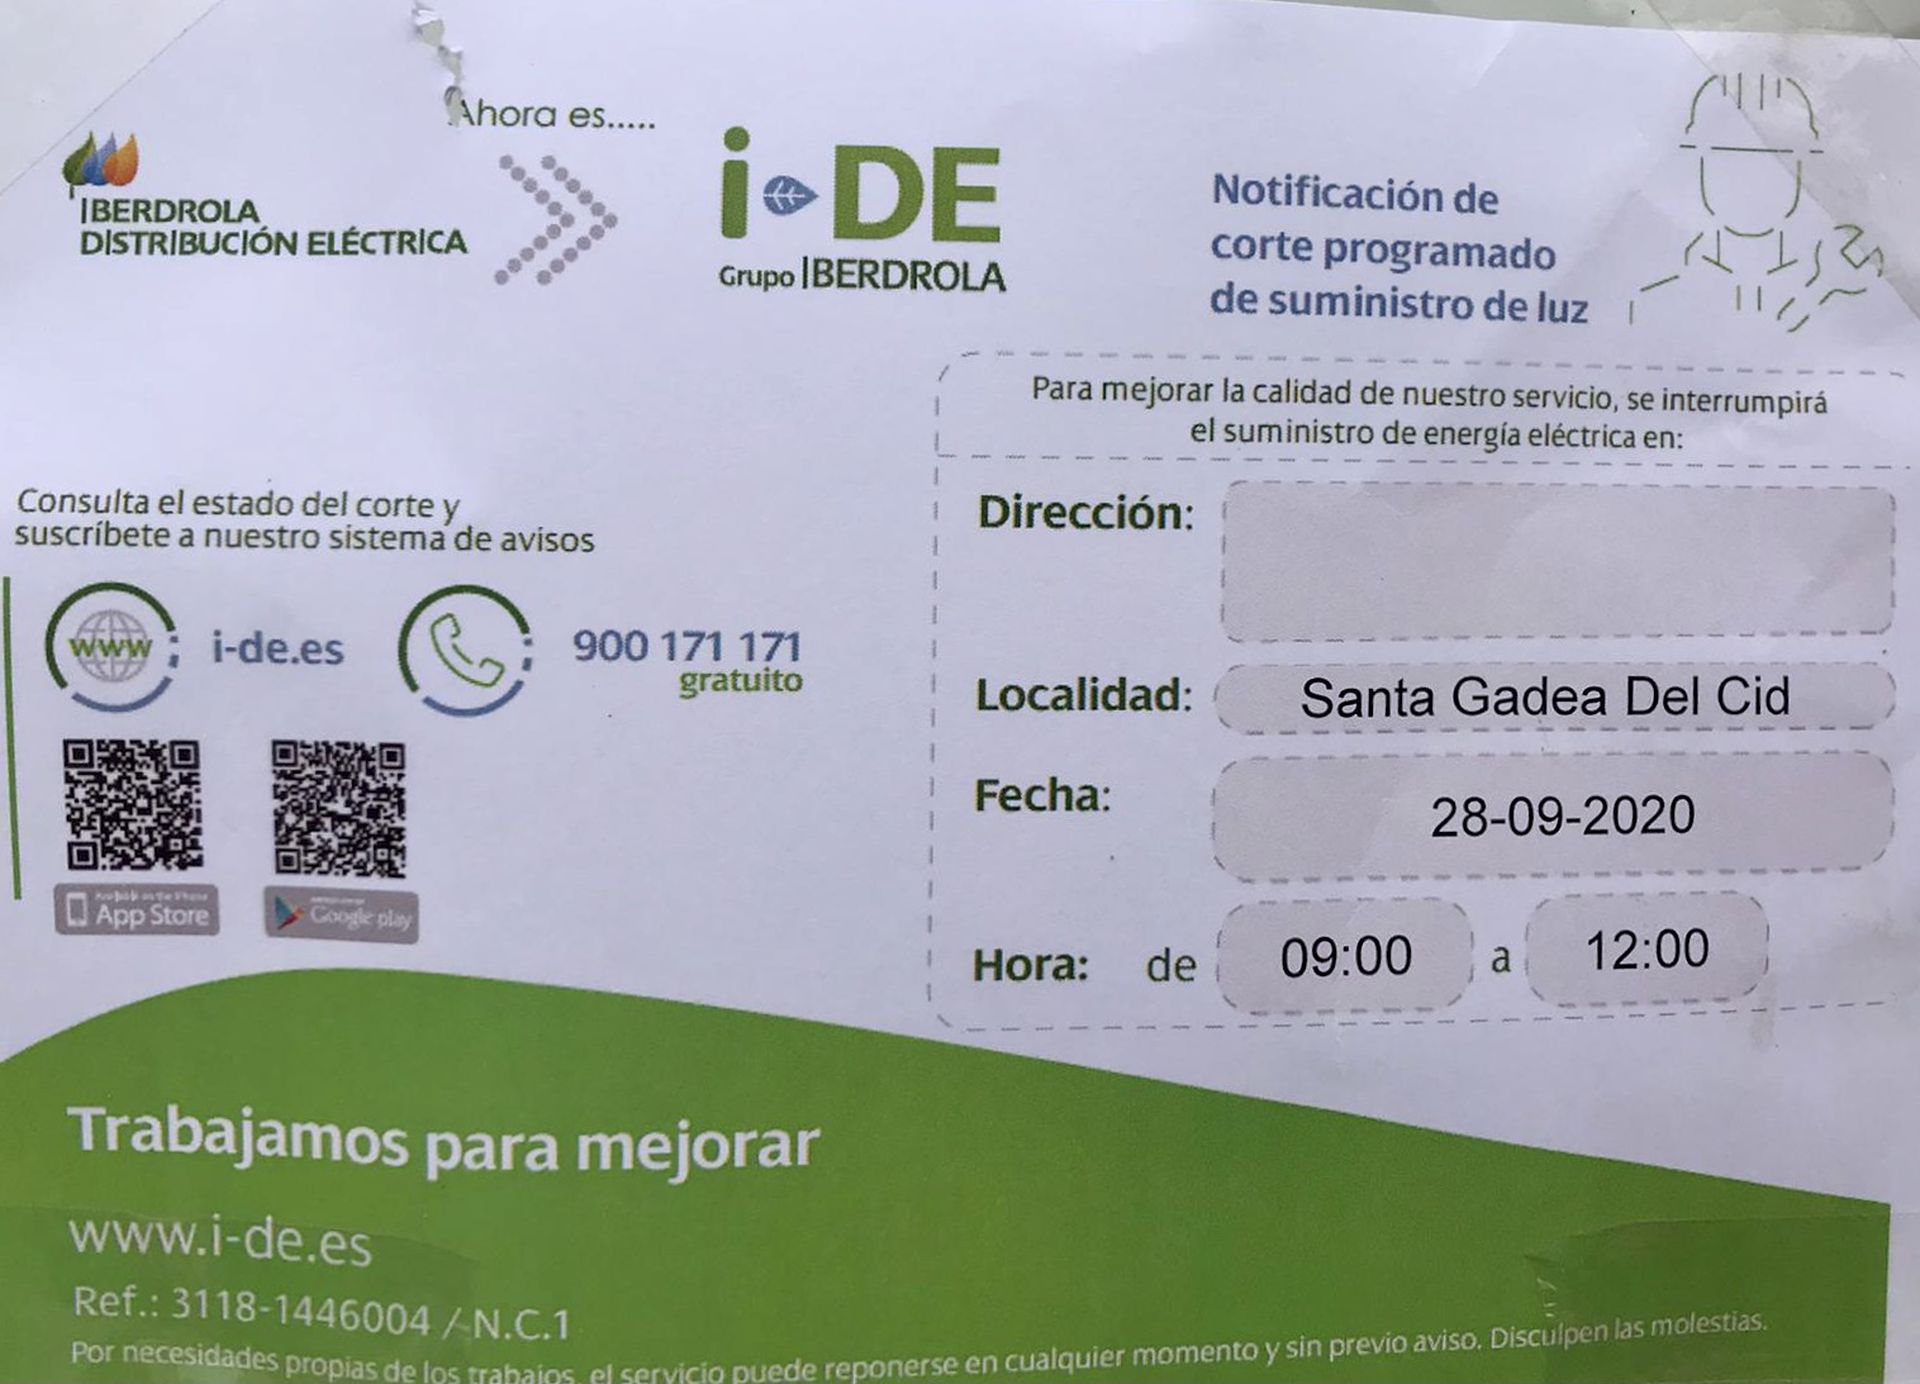 Ahora es.....
IBERDROLA
DISTRIBUCIÓN ELÉCTRICA
i DE
Grupo IBERDROLA
Notificación de
corte programado
de suministro de luz
Para mejorar la calidad de nuestro servicio, se interrumpirá
el suministro de energía eléctrica en:
Consulta el estado del corte y
suscríbete a nuestro sistema de avisos
www
i-de.es
900 171 171
gratuito
App Store
Google play
Dirección:
Localidad: Santa Gadea Del Cid
Fecha: 28-09-2020
Hora: de 09:00 a 12:00
Trabajamos para mejorar
www.i-de.es
Ref.: 3118-1446004 / N.C.1
Por necesidades propias de los trabajos, el servicio puede reponerse en cualquier momento y sin previo aviso. Disculpen las molestias.